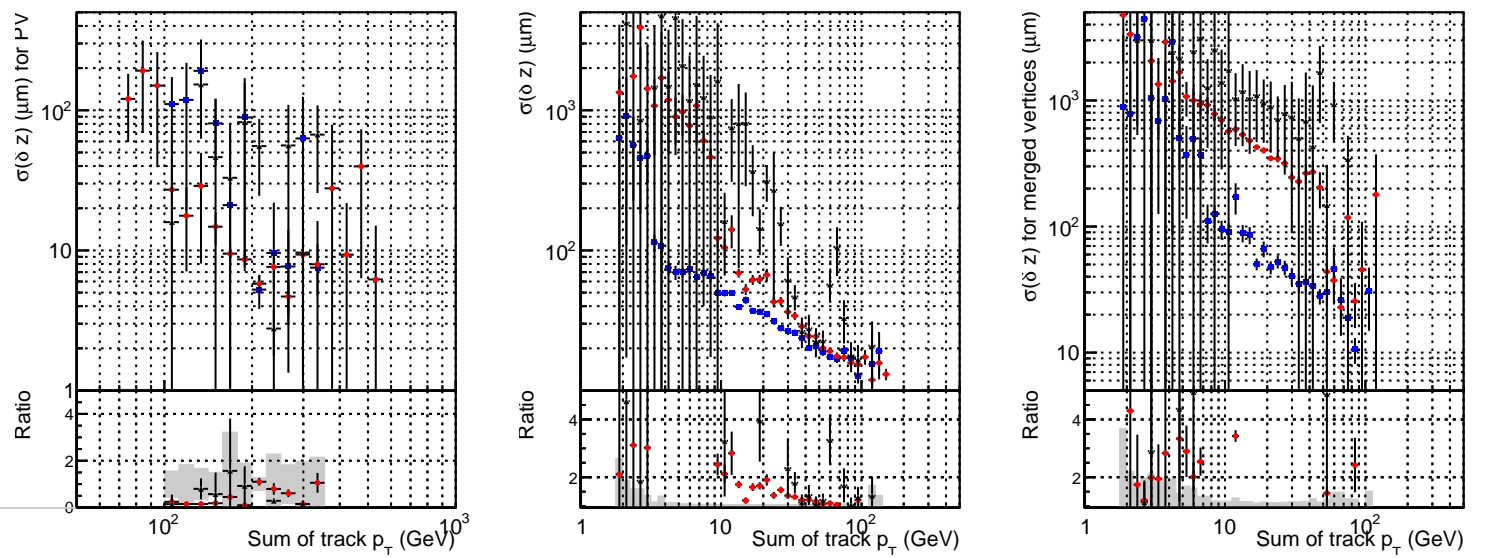 σ(δ z) (μm) for PV
10²
10
1
Ratio
4
2
0
10²
10³
Sum of track p_T (GeV)
σ(δ z) (μm)
10³
10²
Ratio
4
2
1
10
10²
Sum of track p_T (GeV)
σ(δ z) for merged vertices (μm)
10³
10²
10
Ratio
4
2
1
10
10²
Sum of track p_T (GeV)